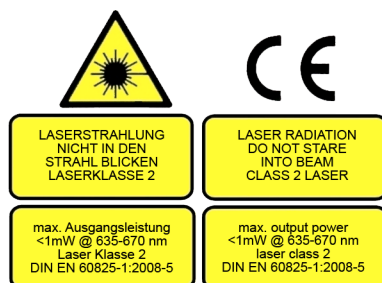 CE
LASERSTRAHLUNG
NICHT IN DEN
STRAHL BLICKEN
LASERKLASSE 2
LASER RADIATION
DO NOT STARE
INTO BEAM
CLASS 2 LASER
max. Ausgangsleistung
<1mW @ 635-670 nm
Laser Klasse 2
DIN EN 60825-1:2008-5
max. output power
<1mW @ 635-670 nm
laser class 2
DIN EN 60825-1:2008-5